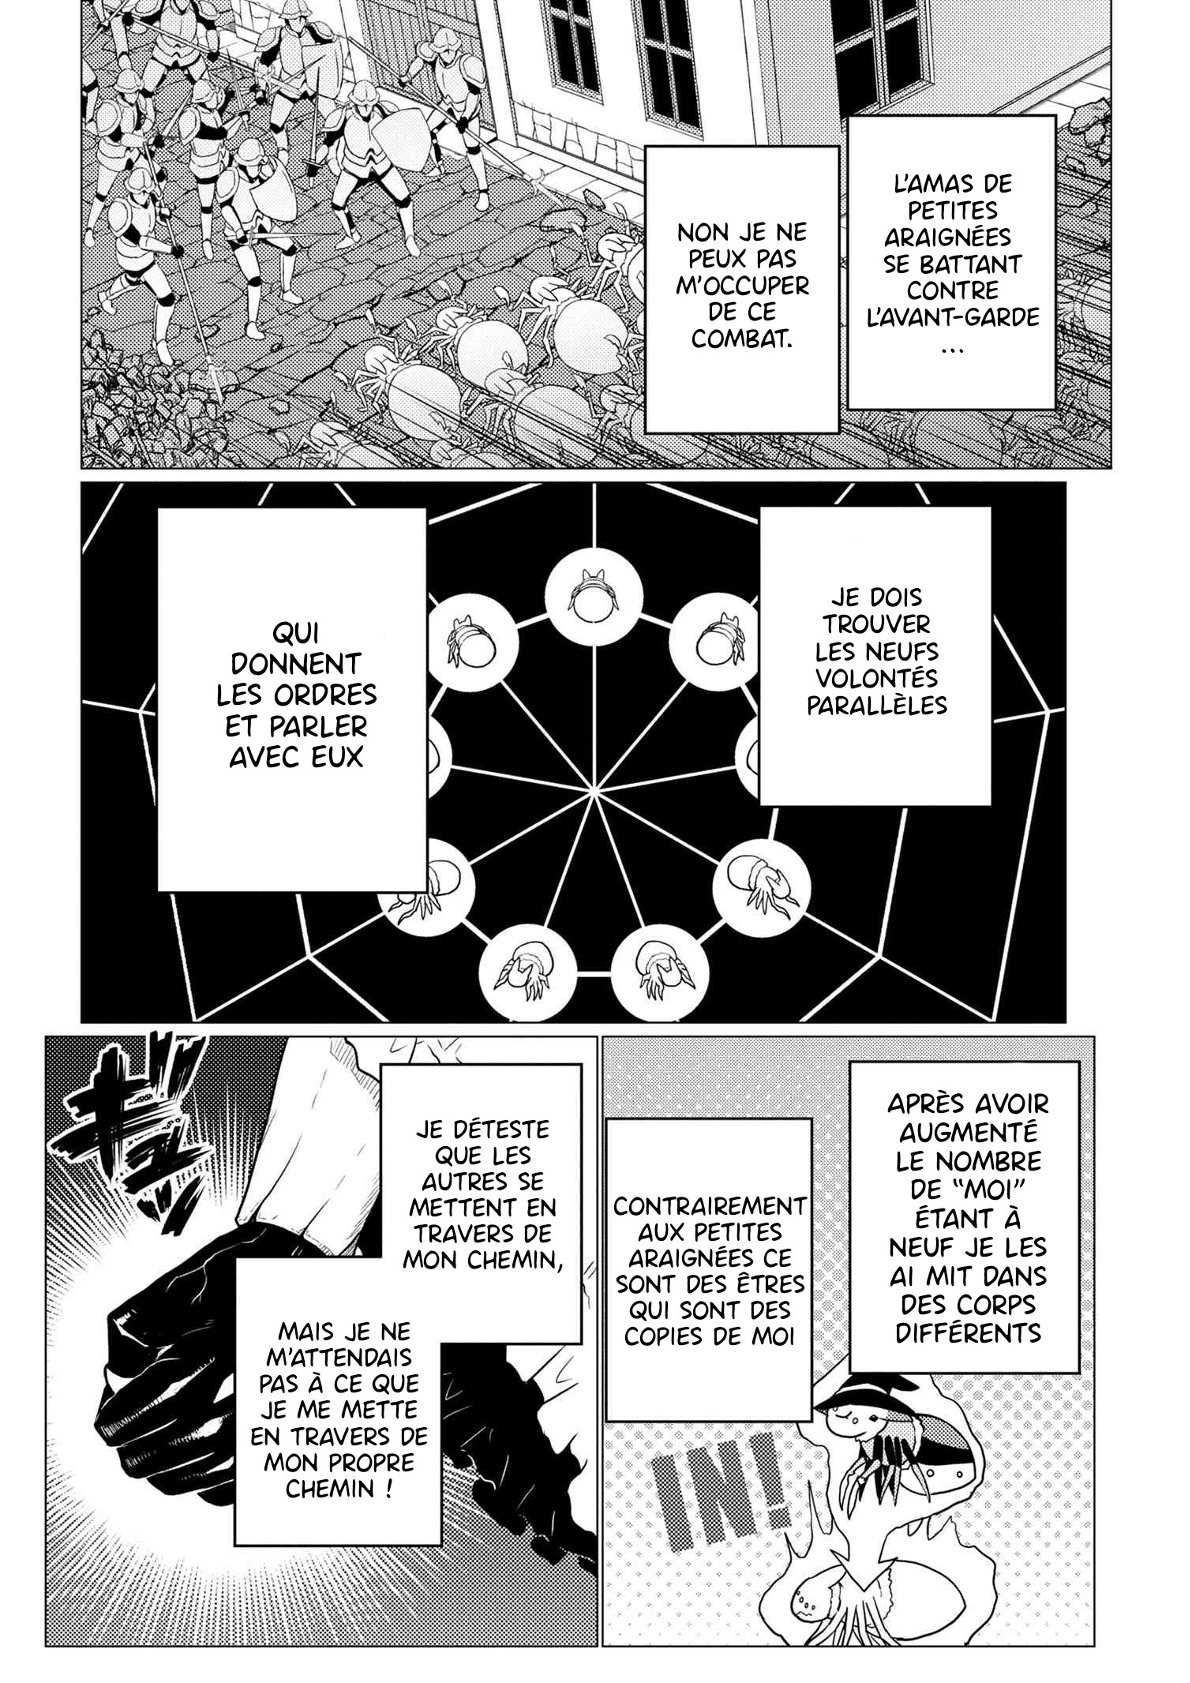 L'AMAS DE
PETITES
ARAIGNÉES
SE BATTANT
CONTRE
L'AVANT-GARDE
...
NON JE NE
PEUX PAS
M'OCCUPER
DE CE
COMBAT.
JE DOIS
TROUVER
LES NEUFS
VOLONTÉS
PARALLÈLES
QUI
DONNENT
LES ORDRES
ET PARLER
AVEC EUX
APRÈS AVOIR
AUGMENTÉ
LE NOMBRE
DE "MOI"
ÉTANT À
NEUF JE LES
AI MIT DANS
DES CORPS
DIFFÉRENTS
CONTRAIREMENT
AUX PETITES
ARAIGNÉES CE
SONT DES ÊTRES
QUI SONT DES
COPIES DE MOI
IN!
JE DÉTESTE
QUE LES
AUTRES SE
METTENT EN
TRAVERS DE
MON CHEMIN,
MAIS JE NE
M'ATTENDAIS
PAS À CE QUE
JE ME METTE
EN TRAVERS DE
MON PROPRE
CHEMIN !
ギュ